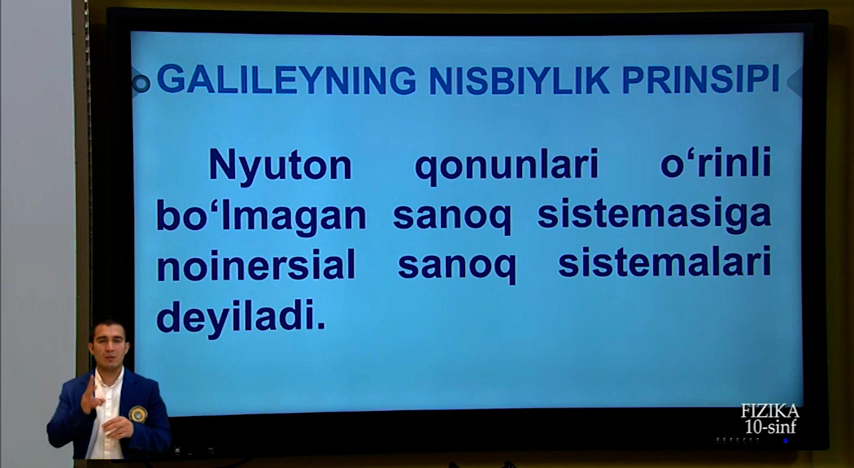 GALILEYNING NISBIYLIK PRINSIPI
Nyuton qonunlari o‘rinli
bo‘lmagan sanoq sistemasiga
noinersial sanoq sistemalari
deyiladi.
FIZIKA
10-sinf